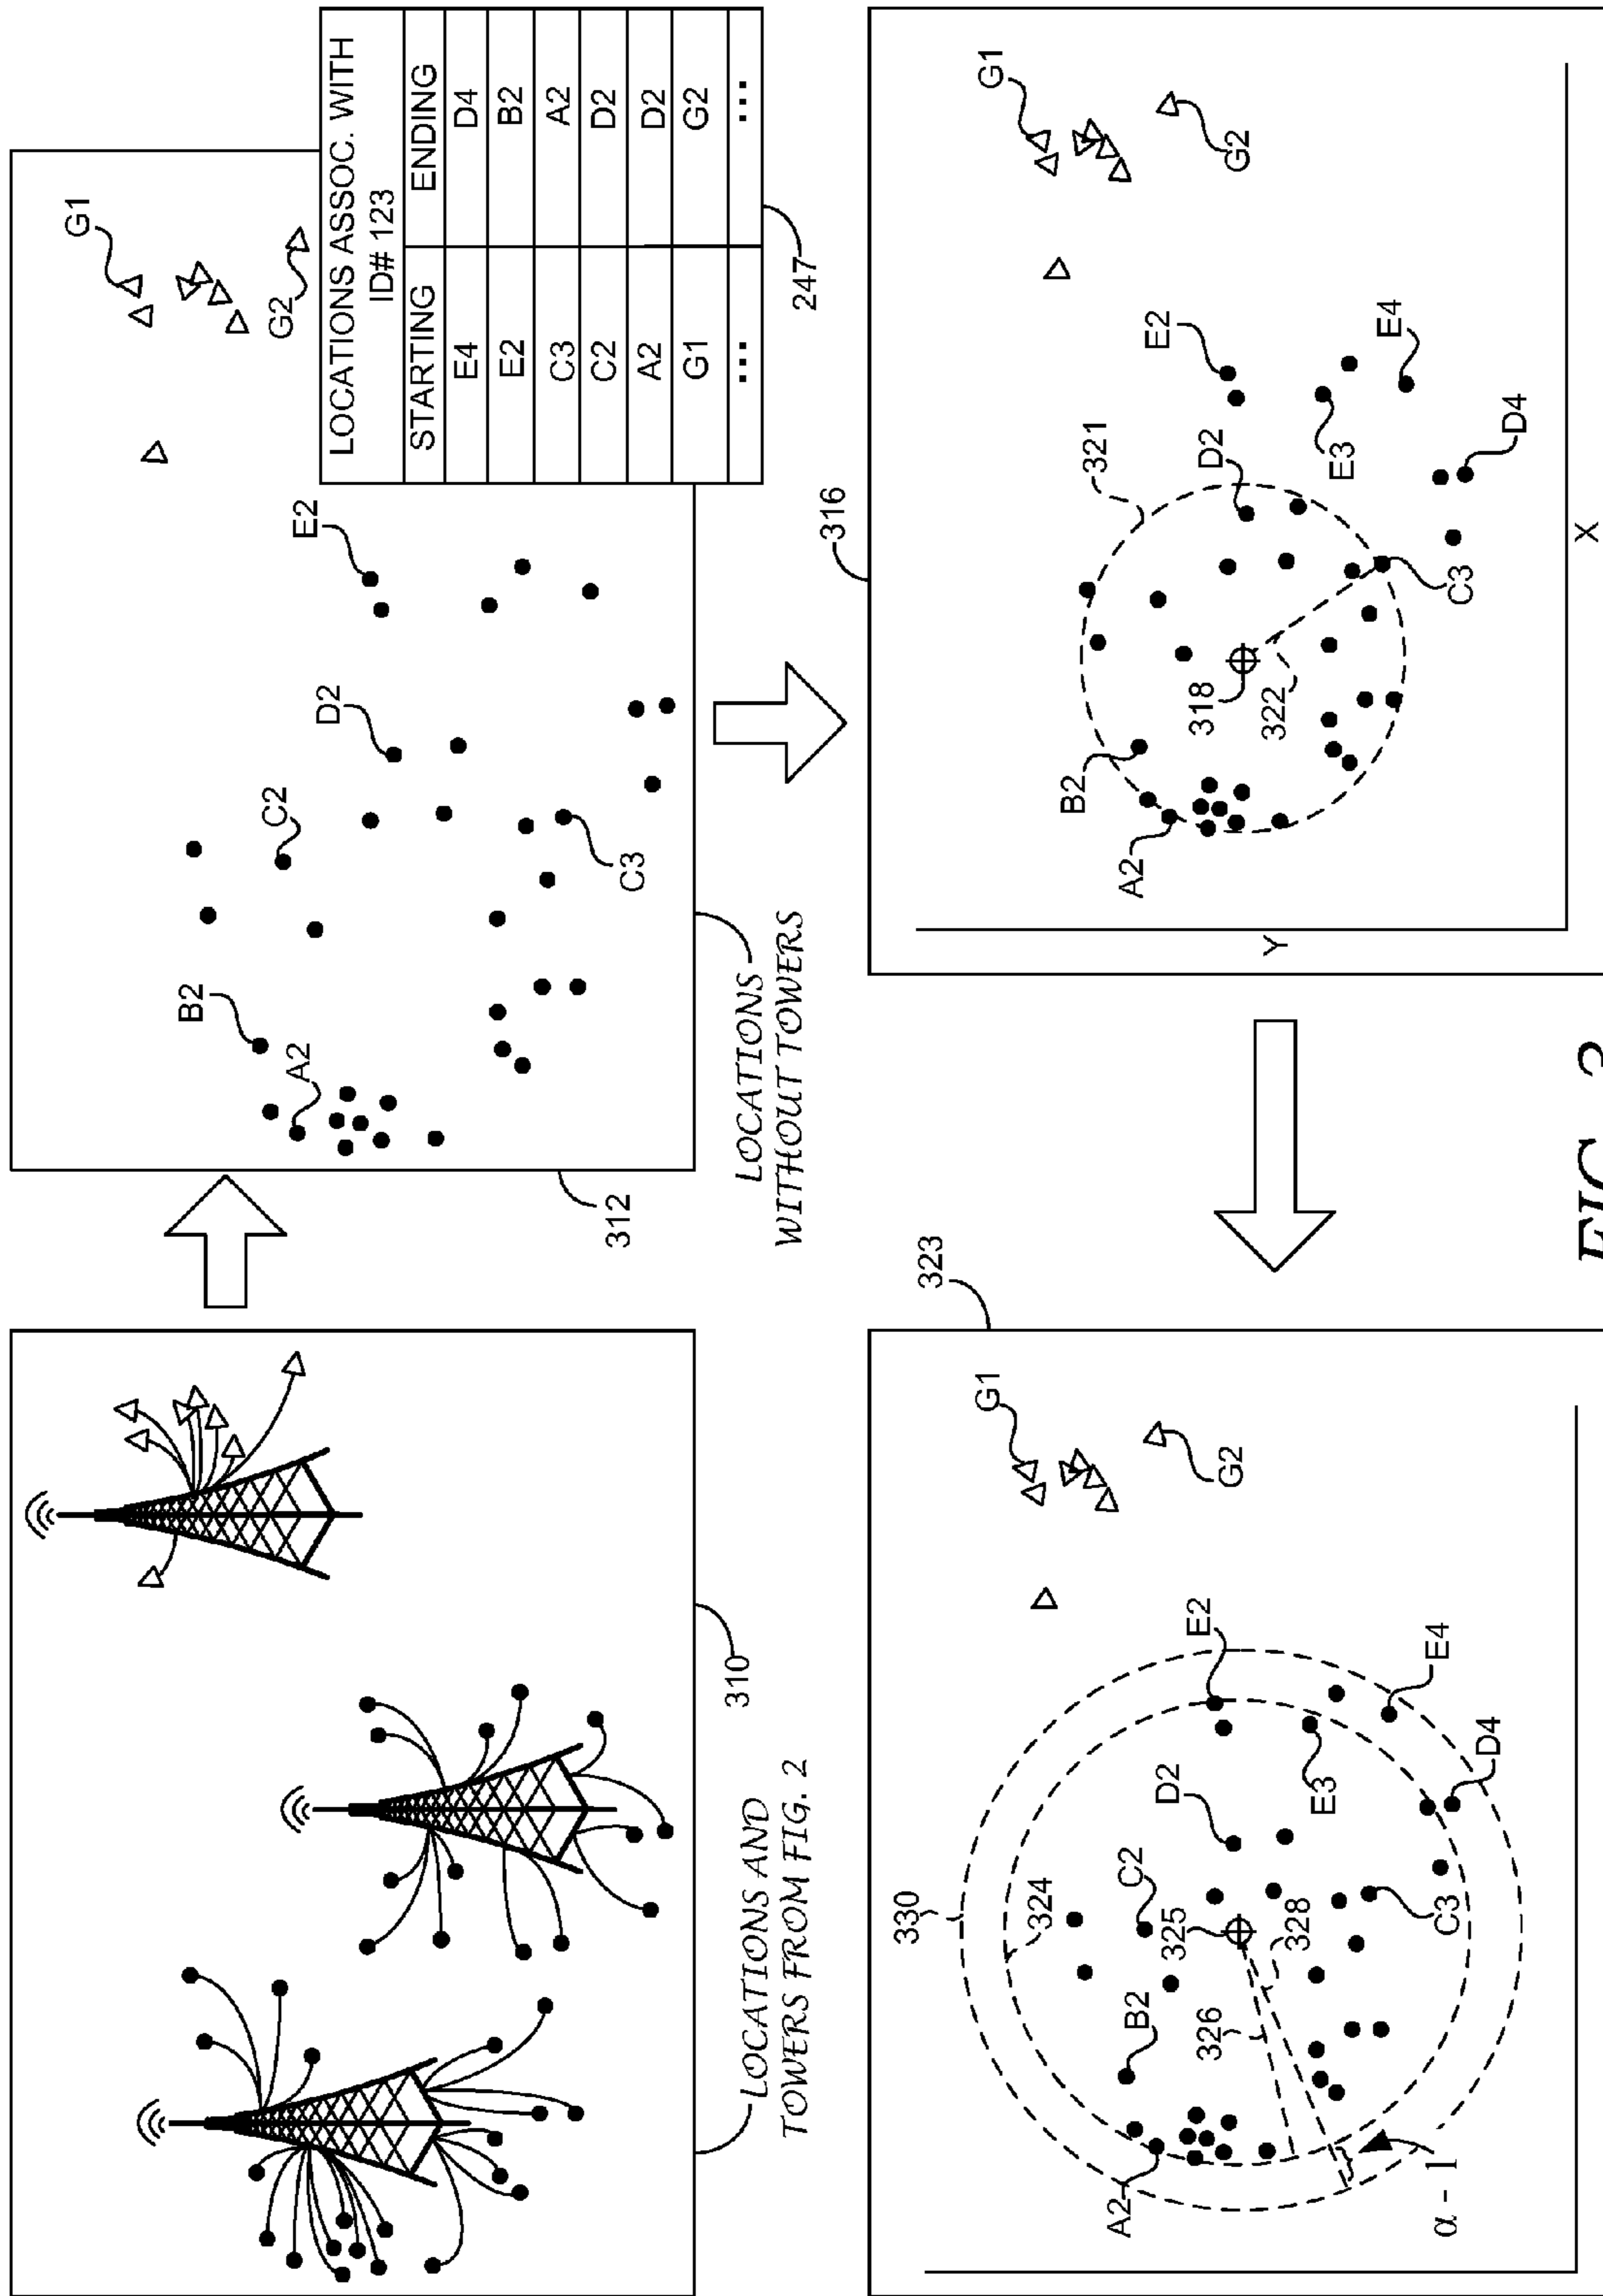 310
LOCATIONS AND
TOWERS FROM FIG. 2
G1
G2
LOCATIONS ASSOC. WITH
ID# 123
STARTING ENDING
E4 D4
E2 B2
C3 A2
C2 D2
A2 D2
G1 G2
... ...
247
B2
A2
C2
D2
E2
C3
312
LOCATIONS
WITHOUT TOWERS
323
330
324
G1
G2
A2
B2
C2
325
D2
E2
326
328
E3
C3
E4
D4
α - 1
316
321
G1
G2
A2
B2
318
322
D2
E2
E3
E4
C3
D4
Y
X
FIG. 3